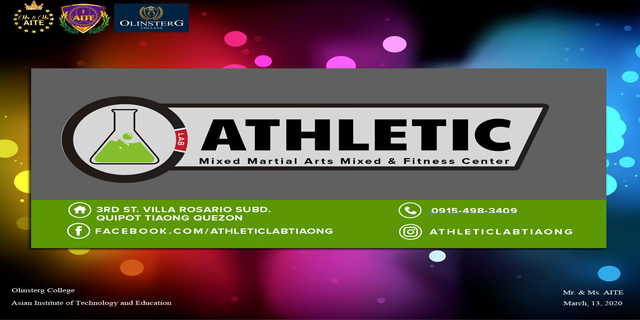 Mr. & Ms.
AITE
AITE
OLINSTERG
COLLEGE
LAB
ATHLETIC
Mixed Martial Arts Mixed & Fitness Center
3RD ST. VILLA ROSARIO SUBD.
QUIPOT TIAONG QUEZON
0915-498-3409
FACEBOOK.COM/ATHLETICLABTIAONG
ATHLETICLABTIAONG
Olinsterg College
Asian Institute of Technology and Education
Mr. & Ms. AITE
March, 13, 2020